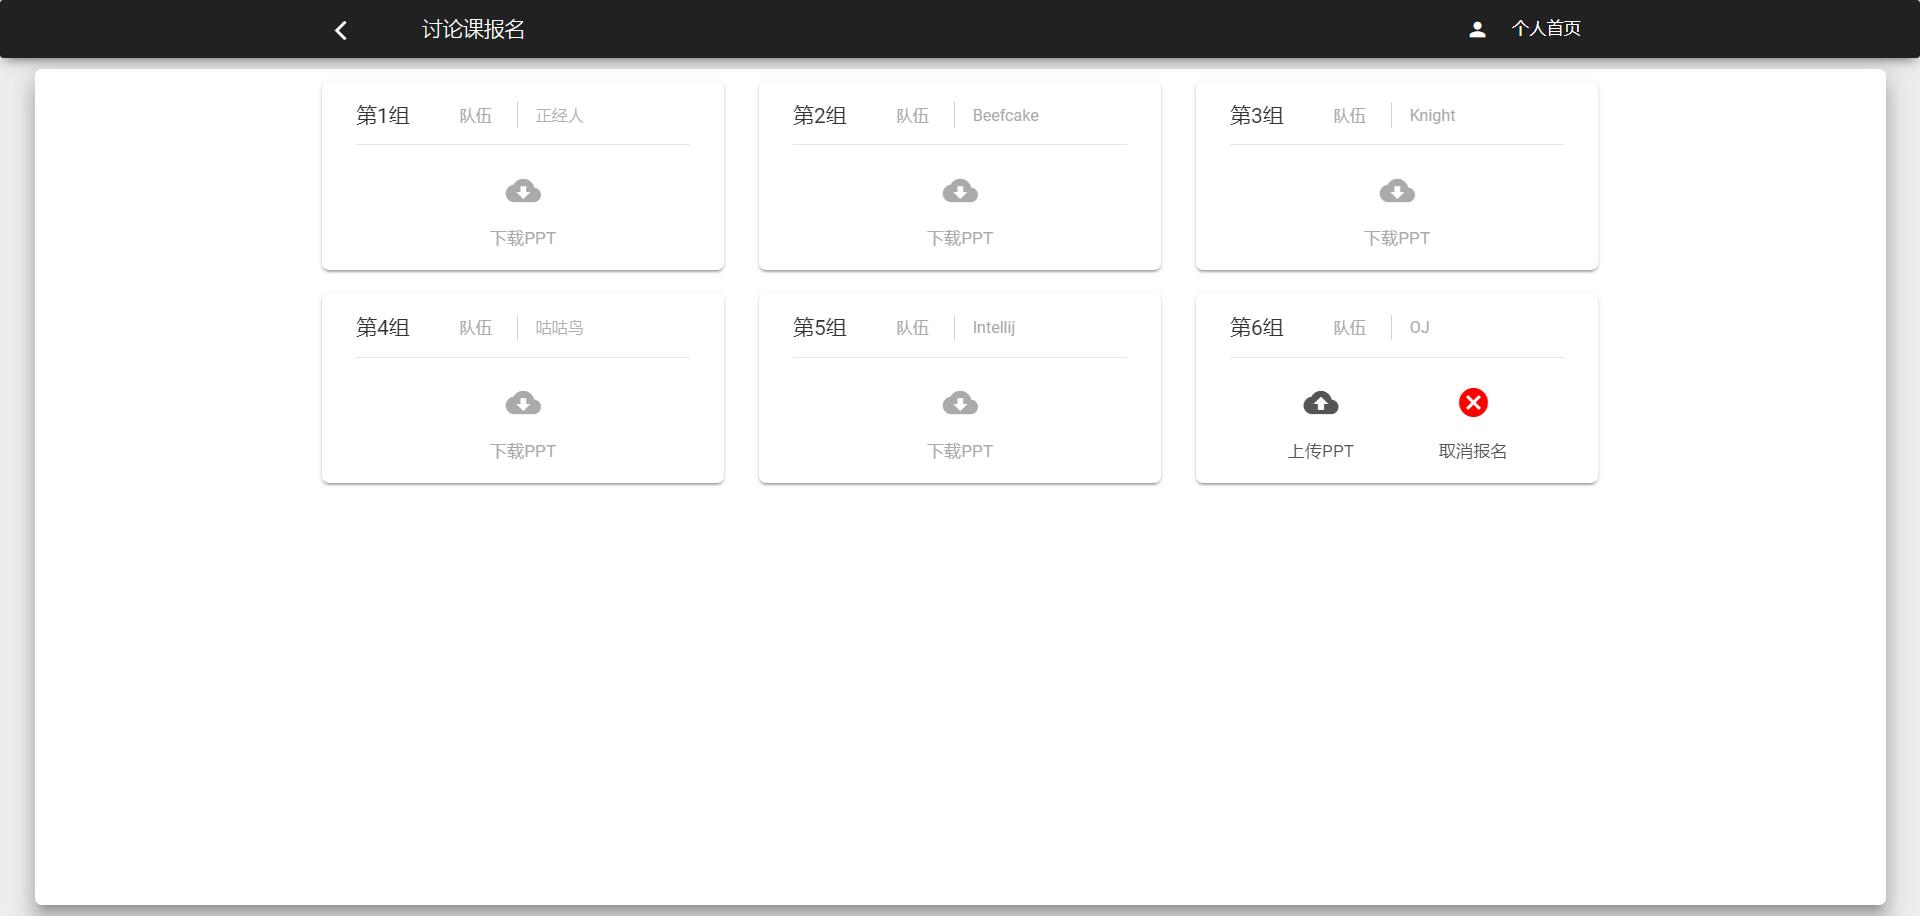 讨论课报名
个人首页
第1组 队伍 正经人
下载PPT
第2组 队伍 Beefcake
下载PPT
第3组 队伍 Knight
下载PPT
第4组 队伍 咕咕鸟
下载PPT
第5组 队伍 Intellij
下载PPT
第6组 队伍 OJ
上传PPT 取消报名